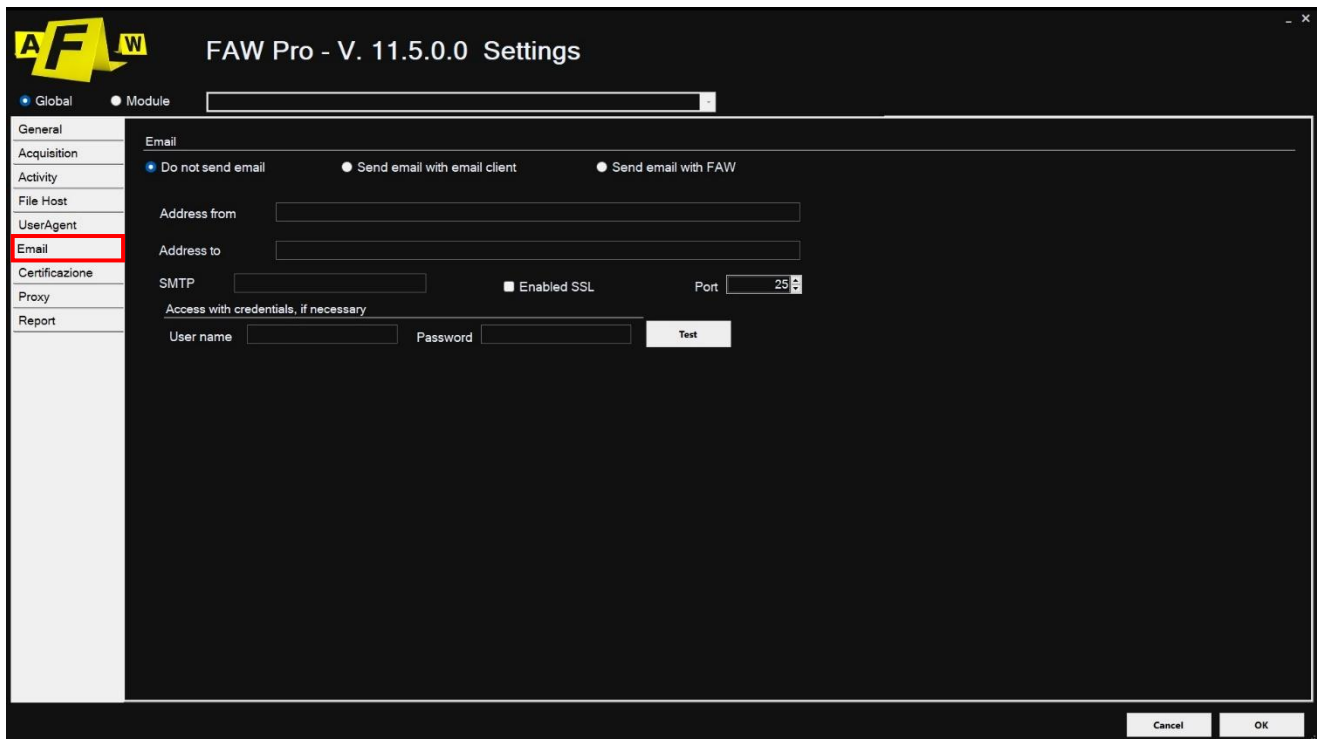 A F W
FAW Pro - V. 11.5.0.0 Settings
Global Module
General
Acquisition
Activity
File Host
UserAgent
Email
Certificazione
Proxy
Report
Email
Do not send email Send email with email client Send email with FAW
Address from
Address to
SMTP Enabled SSL Port 25
Access with credentials, if necessary
User name Password Test
Cancel OK